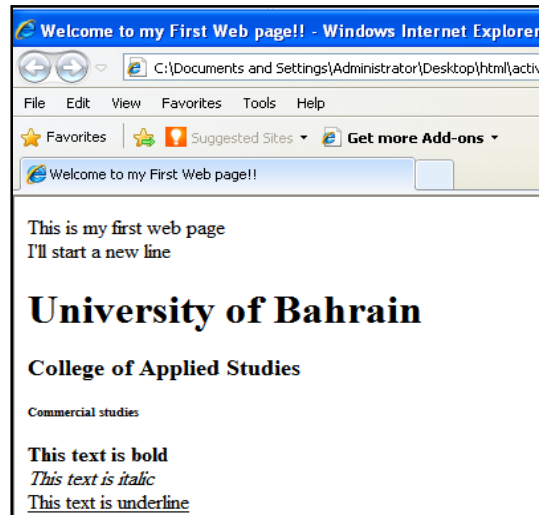 Welcome to my First Web page!! - Windows Internet Explorer
C:\Documents and Settings\Administrator\Desktop\html\activ
File Edit View Favorites Tools Help
Favorites Suggested Sites Get more Add-ons
Welcome to my First Web page!!
This is my first web page
I'll start a new line
University of Bahrain
College of Applied Studies
Commercial studies
This text is bold
This text is italic
This text is underline